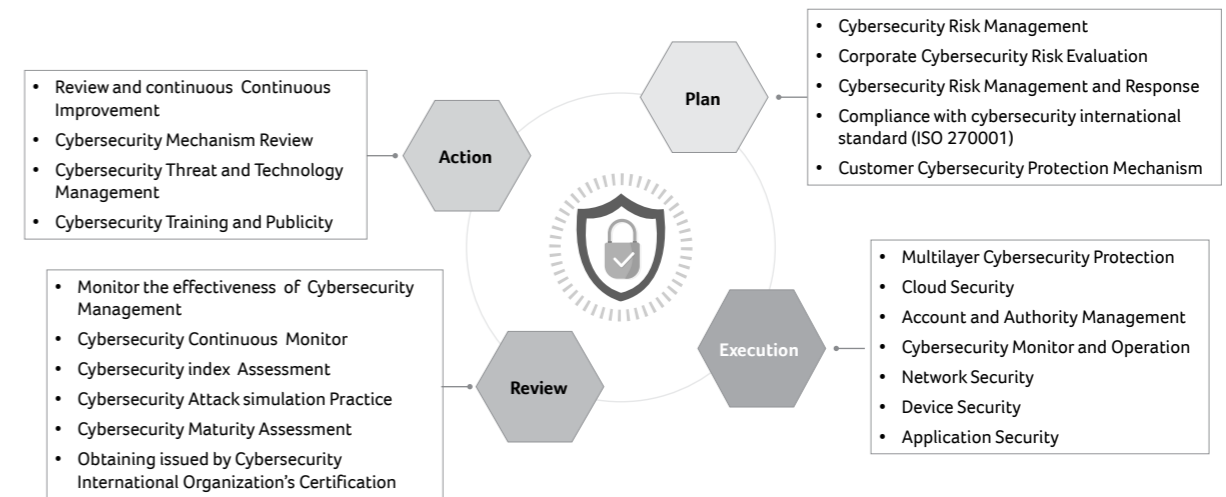 Plan
• Cybersecurity Risk Management
• Corporate Cybersecurity Risk Evaluation
• Cybersecurity Risk Management and Response
• Compliance with cybersecurity international
standard (ISO 270001)
• Customer Cybersecurity Protection Mechanism
Execution
• Multilayer Cybersecurity Protection
• Cloud Security
• Account and Authority Management
• Cybersecurity Monitor and Operation
• Network Security
• Device Security
• Application Security
Review
• Monitor the effectiveness of Cybersecurity
Management
• Cybersecurity Continuous Monitor
• Cybersecurity index Assessment
• Cybersecurity Attack simulation Practice
• Cybersecurity Maturity Assessment
• Obtaining issued by Cybersecurity
International Organization's Certification
Action
• Review and continuous Continuous
Improvement
• Cybersecurity Mechanism Review
• Cybersecurity Threat and Technology
Management
• Cybersecurity Training and Publicity